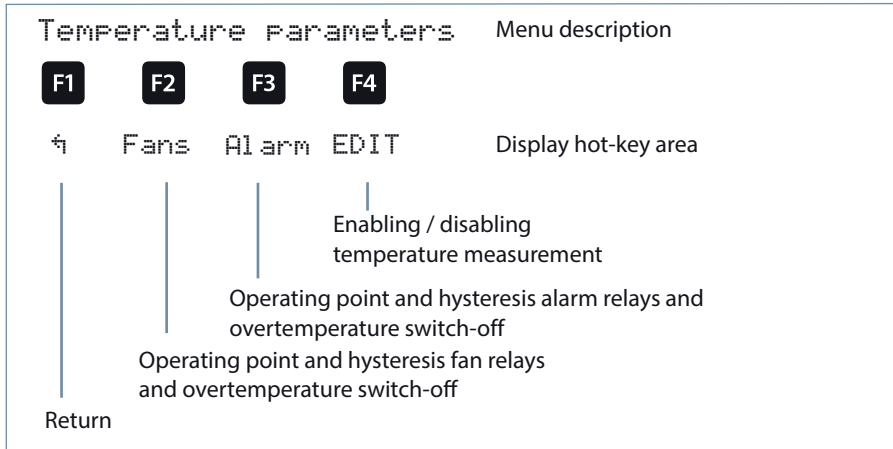 Temperature parameters Menu description
F1 F2 F3 F4
↰ Fans Alarm EDIT Display hot-key area
Enabling / disabling
temperature measurement
Operating point and hysteresis alarm relays and
overtemperature switch-off
Operating point and hysteresis fan relays
and overtemperature switch-off
Return